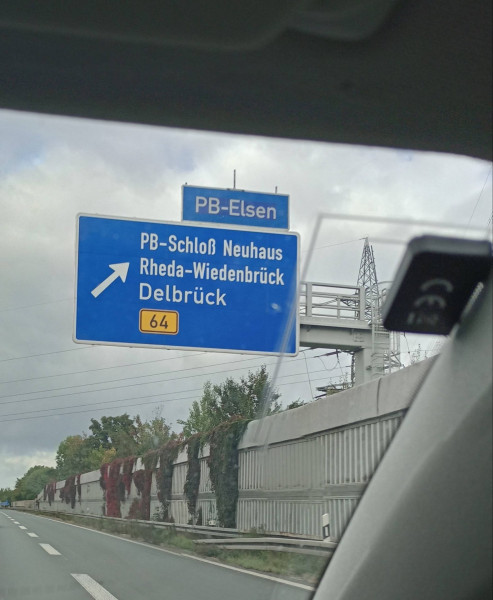 PB-Elsen
PB-Schloß Neuhaus
Rheda-Wiedenbrück
Delbrück
64